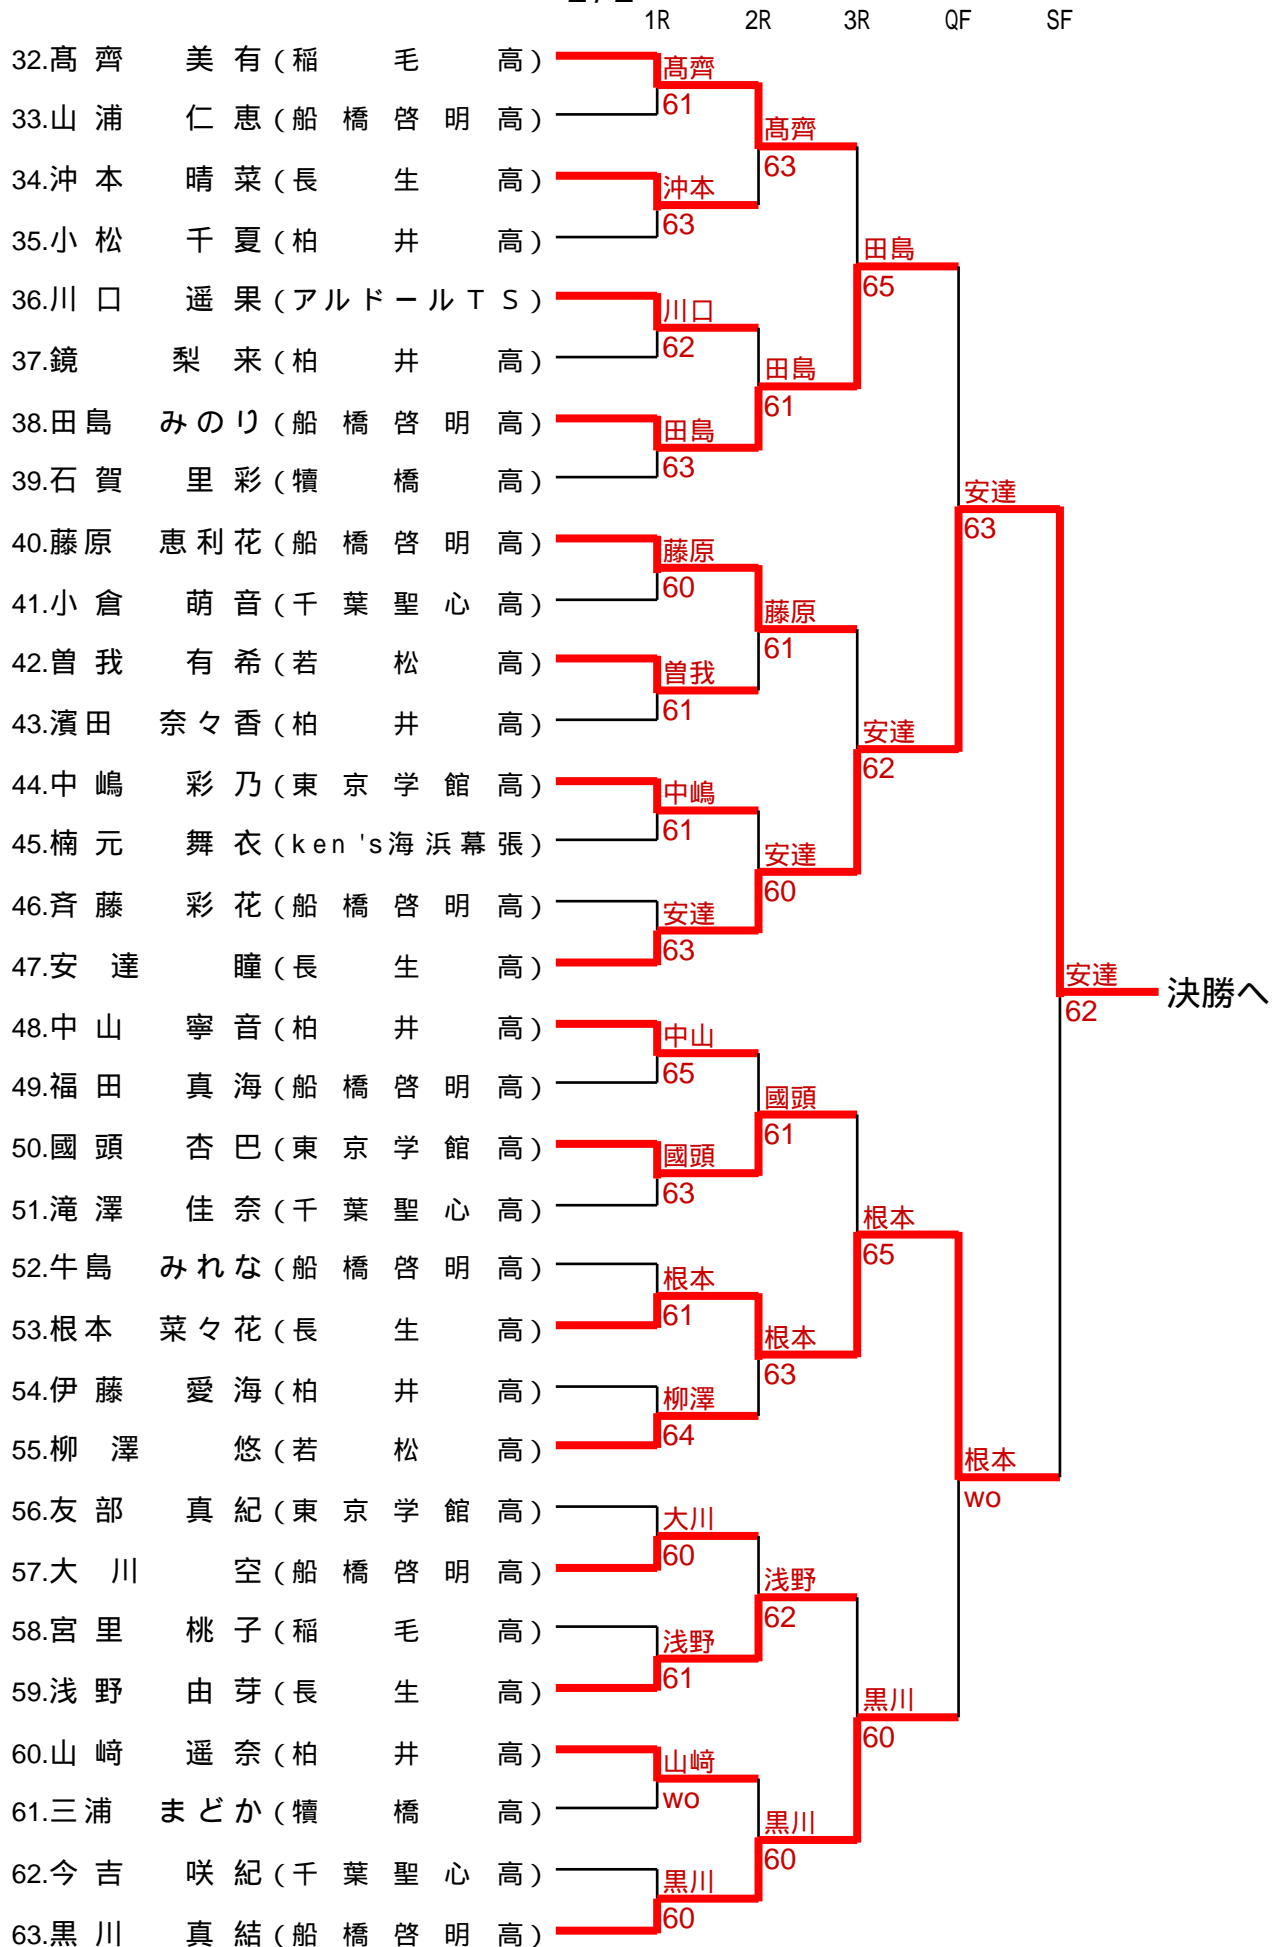 1R 2R 3R QF SF
32.髙齊 美有(稲毛高)
髙齊
61
33.山浦 仁恵(船橋啓明高)
髙齊
63
34.沖本 晴菜(長生高)
沖本
63
35.小松 千夏(柏井高)
田島
65
36.川口 遥果(アルドールTS)
川口
62
37.鏡 梨来(柏井高)
田島
61
38.田島 みのり(船橋啓明高)
田島
63
39.石賀 里彩(犢橋高)
安達
63
40.藤原 恵利花(船橋啓明高)
藤原
60
41.小倉 萌音(千葉聖心高)
藤原
61
42.曽我 有希(若松高)
曽我
61
43.濱田 奈々香(柏井高)
安達
62
44.中嶋 彩乃(東京学館高)
中嶋
61
45.楠元 舞衣(ken's海浜幕張)
安達
60
46.斉藤 彩花(船橋啓明高)
安達
63
47.安達 瞳(長生高)
安達
62
決勝へ
48.中山 寧音(柏井高)
中山
65
49.福田 真海(船橋啓明高)
國頭
61
50.國頭 杏巴(東京学館高)
國頭
63
51.滝澤 佳奈(千葉聖心高)
根本
65
52.牛島 みれな(船橋啓明高)
根本
61
53.根本 菜々花(長生高)
根本
63
54.伊藤 愛海(柏井高)
柳澤
64
55.柳澤 悠(若松高)
根本
wo
56.友部 真紀(東京学館高)
大川
60
57.大川 空(船橋啓明高)
浅野
62
58.宮里 桃子(稲毛高)
浅野
61
59.浅野 由芽(長生高)
黒川
60
60.山﨑 遥奈(柏井高)
山﨑
wo
61.三浦 まどか(犢橋高)
黒川
60
62.今吉 咲紀(千葉聖心高)
黒川
60
63.黒川 真結(船橋啓明高)